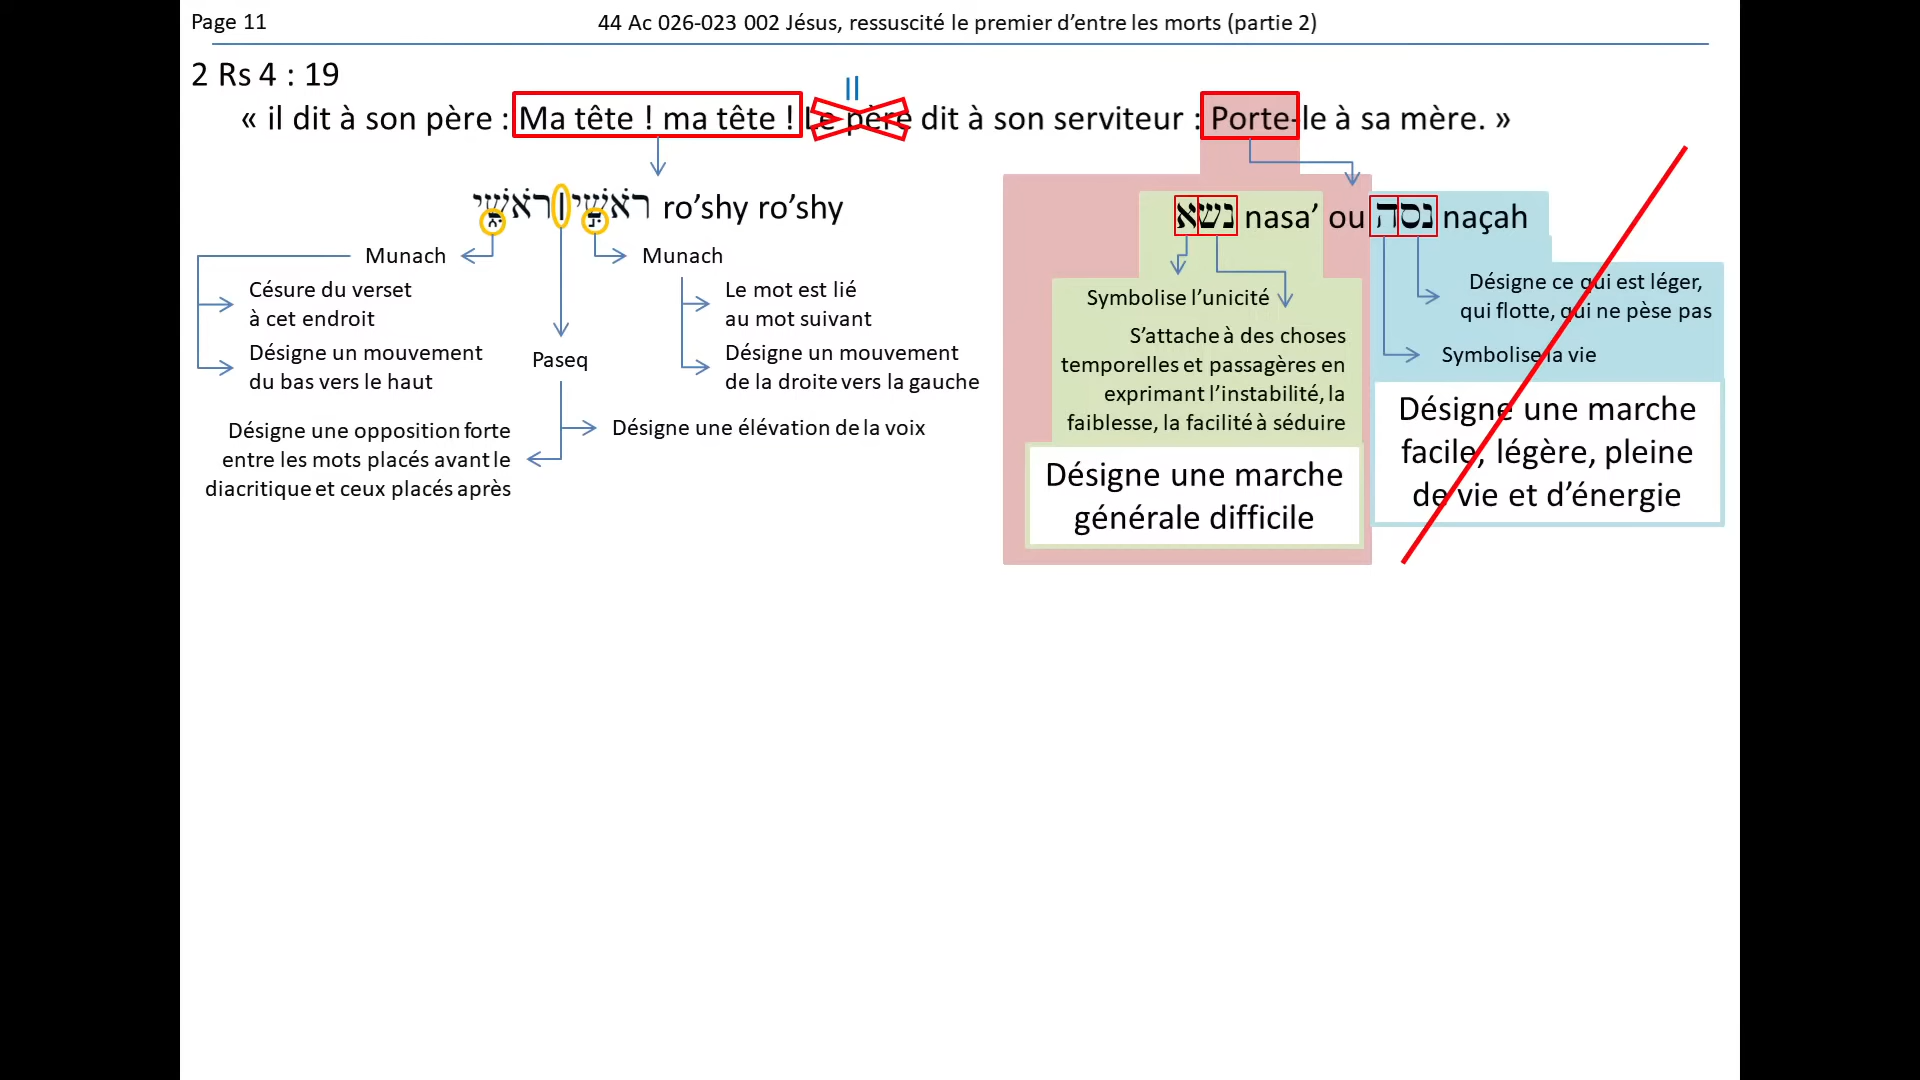 Page 11
44 Ac 026-023 002 Jésus, ressuscité le premier d’entre les morts (partie 2)
2 Rs 4 : 19
Il
« il dit à son père : Ma tête ! ma tête ! Le père dit à son serviteur : Porte-le à sa mère. »
רֹאשִׁ֣י ׀ רֹאשִׁ֑י ro’shy ro’shy
נשא nasa’ ou נסה naçah
Munach
Munach
Césure du verset
à cet endroit
Désigne un mouvement
du bas vers le haut
Le mot est lié
au mot suivant
Désigne un mouvement
de la droite vers la gauche
Paseq
Désigne une élévation de la voix
Désigne une opposition forte
entre les mots placés avant le
diacritique et ceux placés après
Symbolise l’unicité
S’attache à des choses
temporelles et passagères en
exprimant l’instabilité, la
faiblesse, la facilité à séduire
Désigne une marche
générale difficile
Désigne ce qui est léger,
qui flotte, qui ne pèse pas
Symbolise la vie
Désigne une marche
facile, légère, pleine
de vie et d’énergie